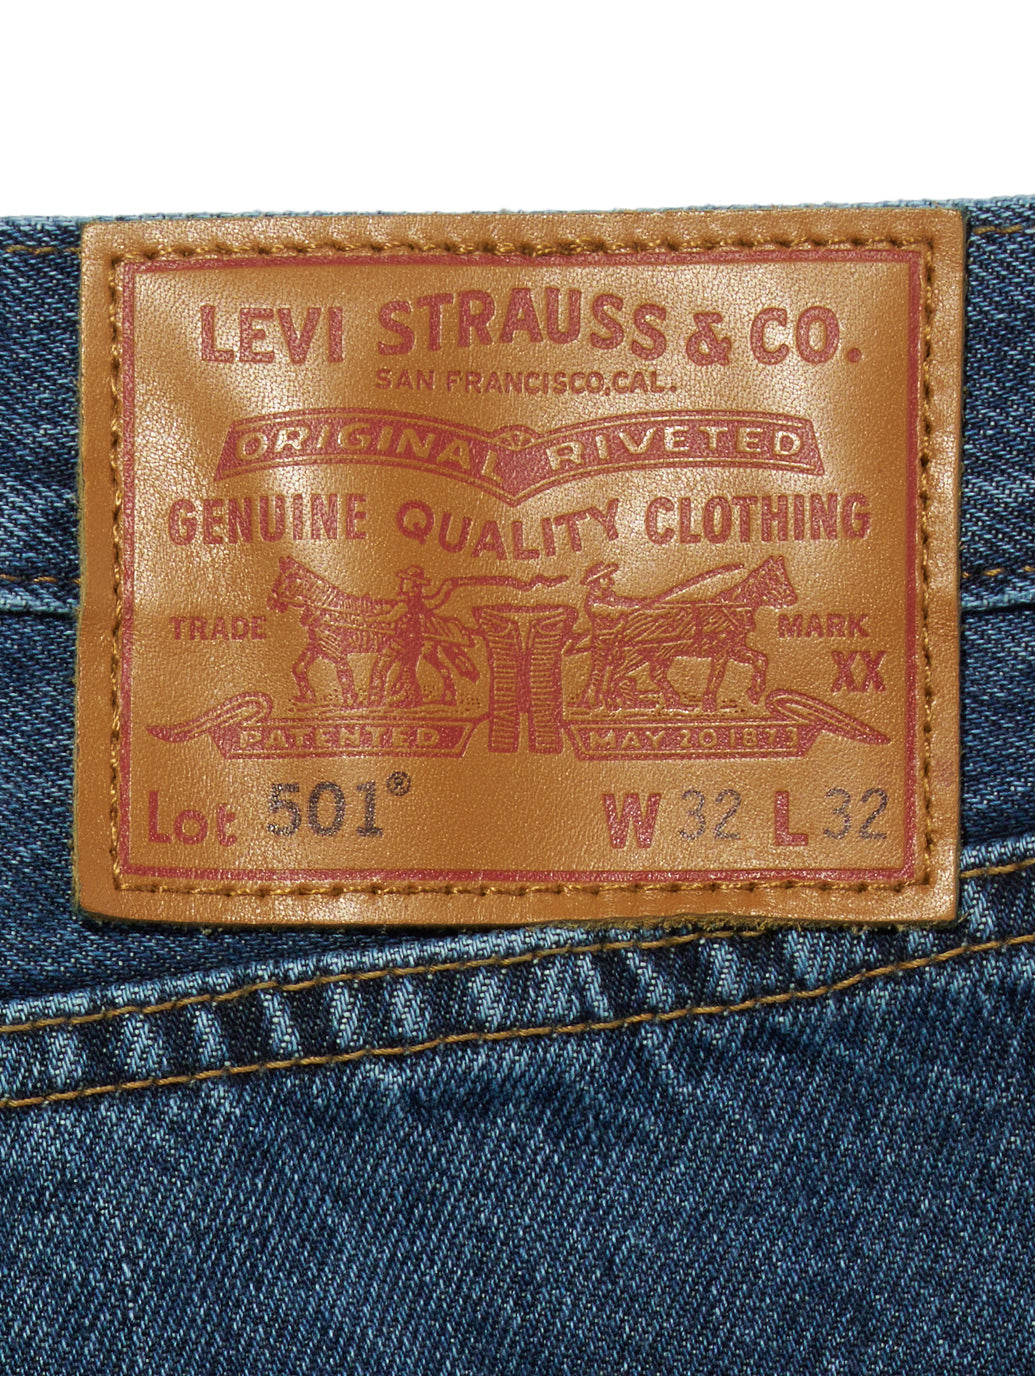 LEVI STRAUSS & CO.
SAN FRANCISCO, CAL.
ORIGINAL RIVETED
GENUINE QUALITY CLOTHING
TRADE MARK
XX
PATENTED MAY 20 1873
Lot 501® W 32 L 32